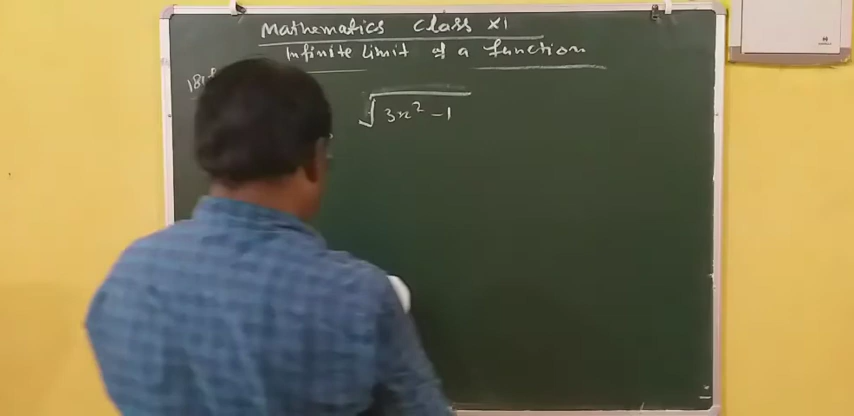 Mathematics Class XI
Infinite Limit of a function
√3x² - 1